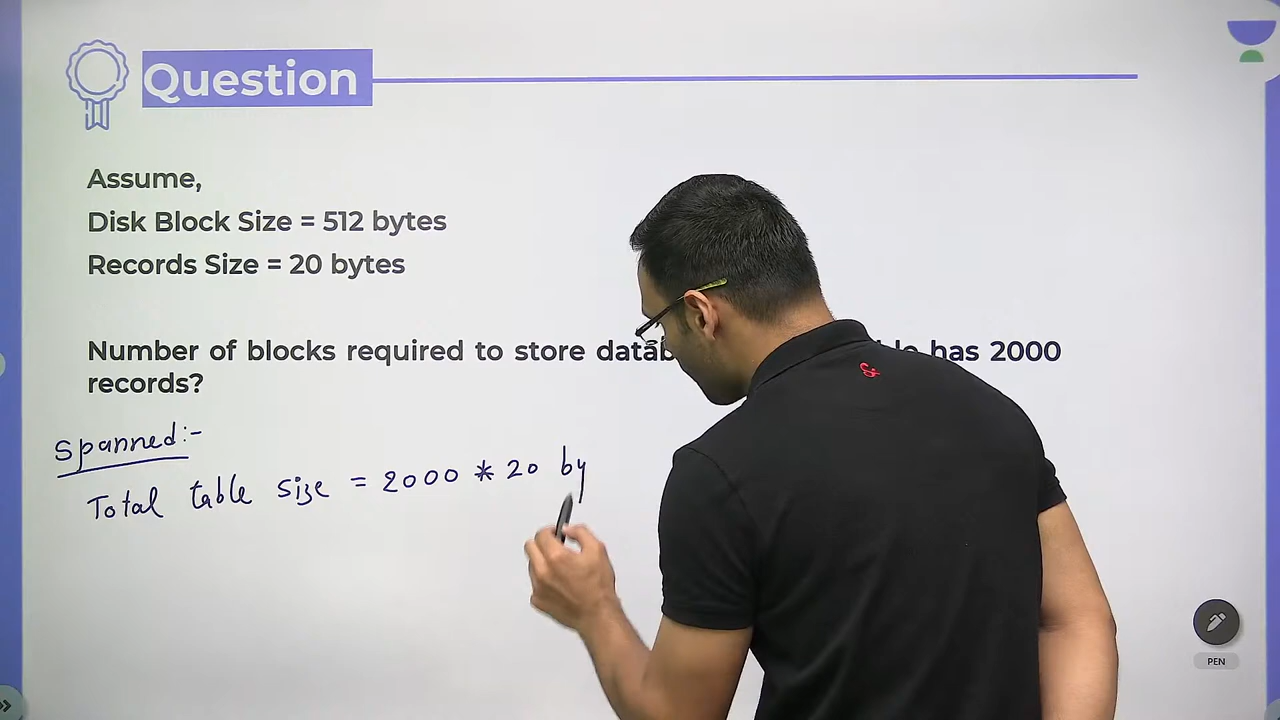 Question
Assume,
Disk Block Size = 512 bytes
Records Size = 20 bytes
Number of blocks required to store has 2000
records?
Spanned:-
Total table size = 2000 * 20 by
PEN